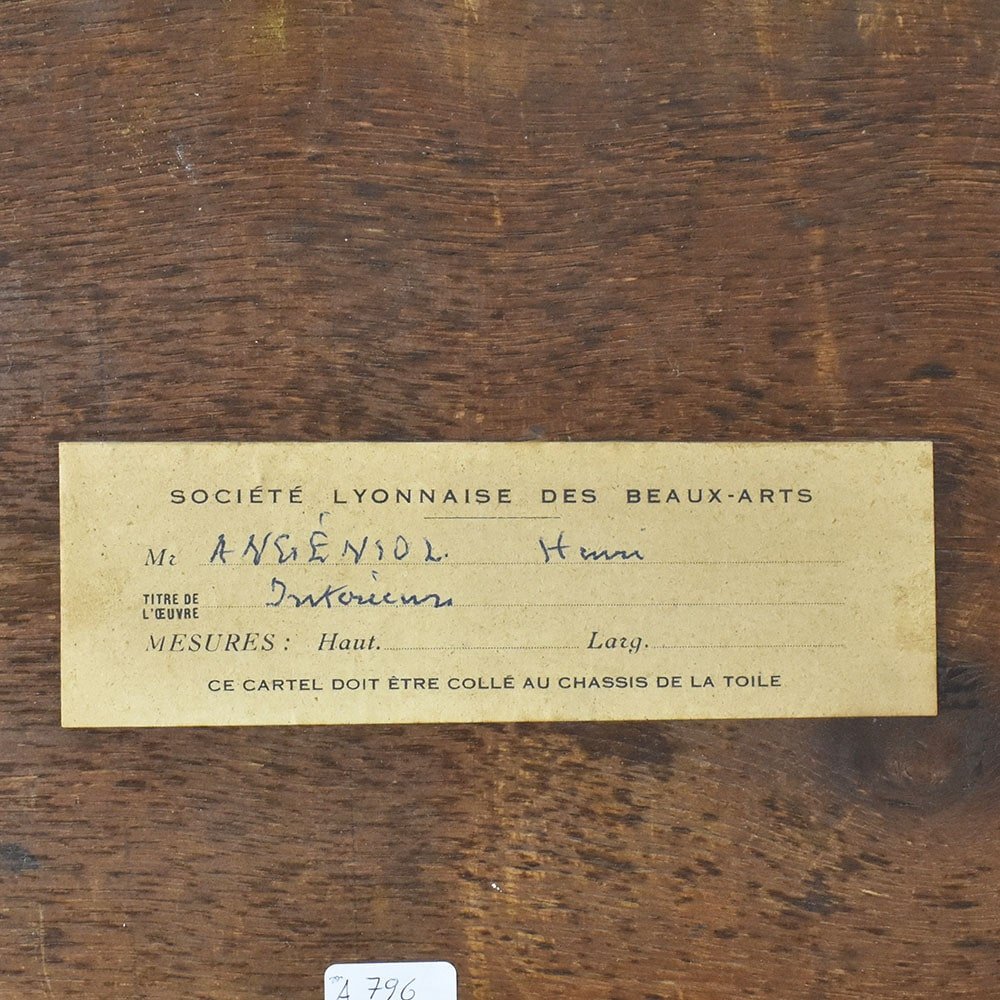 SOCIÉTÉ LYONNAISE DES BEAUX-ARTS
Mr ANGÉNIOL Henri
TITRE DE L'ŒUVRE Intérieur
MESURES : Haut. Larg.
CE CARTEL DOIT ÊTRE COLLÉ AU CHASSIS DE LA TOILE
A 796